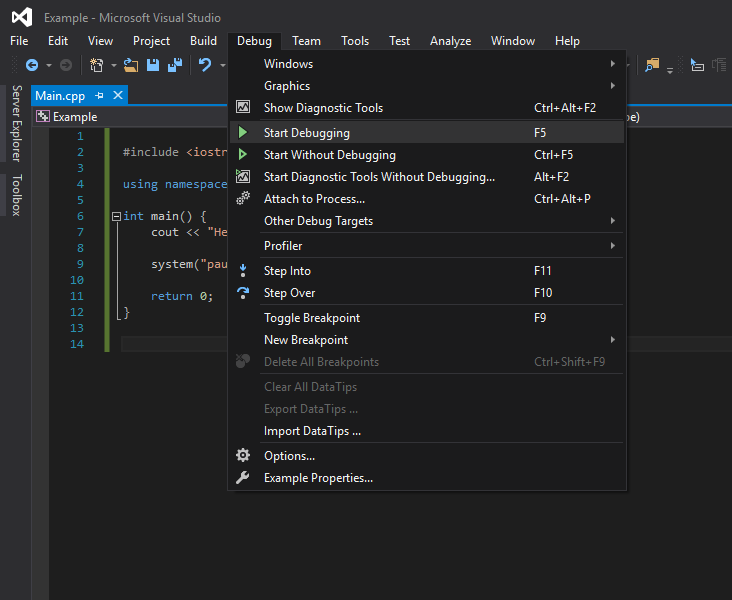 Example - Microsoft Visual Studio
File Edit View Project Build Debug Team Tools Test Analyze Window Help
Windows
Graphics
Show Diagnostic Tools Ctrl+Alt+F2
Start Debugging F5
Start Without Debugging Ctrl+F5
Start Diagnostic Tools Without Debugging... Alt+F2
Attach to Process... Ctrl+Alt+P
Other Debug Targets
Profiler
Step Into F11
Step Over F10
Toggle Breakpoint F9
New Breakpoint
Delete All Breakpoints Ctrl+Shift+F9
Clear All DataTips
Export DataTips ...
Import DataTips ...
Options...
Example Properties...
Server Explorer
Toolbox
Main.cpp
Example
pe)
1
2 #include <iostr
3
4 using namespace
5
6 int main() {
7 cout << "He
8
9 system("pau
10
11 return 0;
12 }
13
14